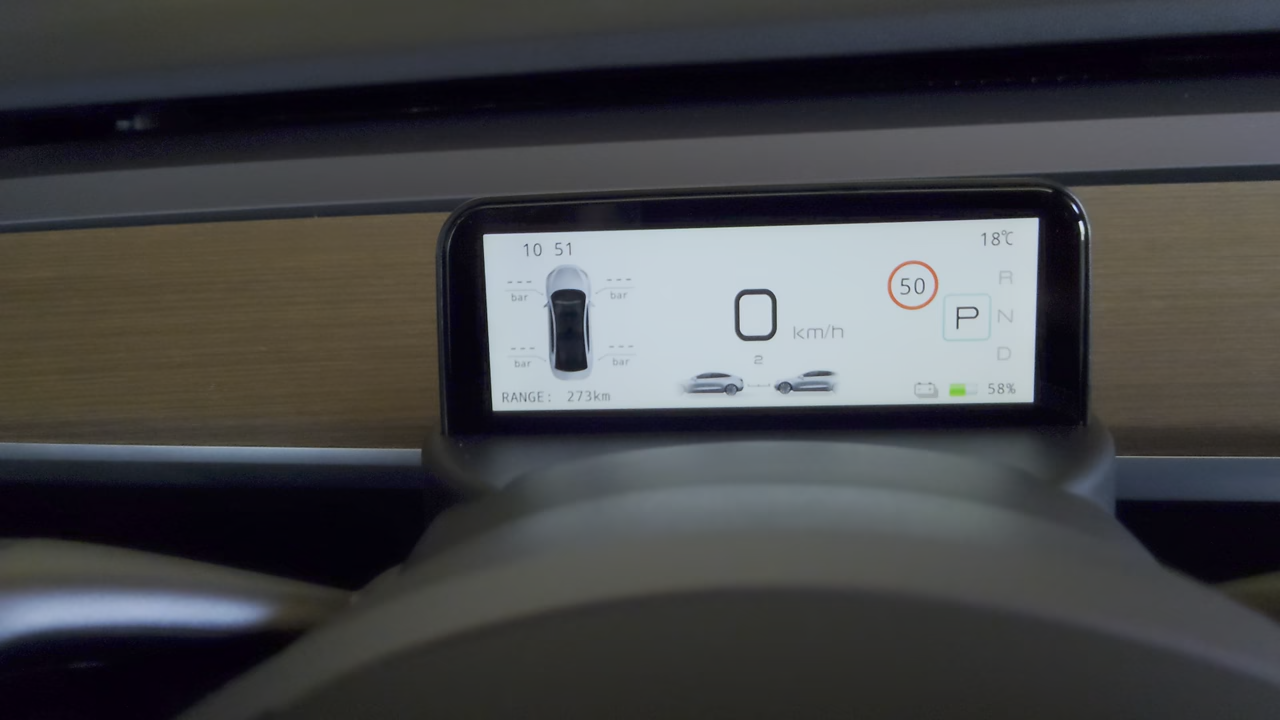 10 51
18℃
--- ---
bar bar
50
R
0 km/h
P N
2
D
--- ---
bar bar
RANGE: 273km
58%